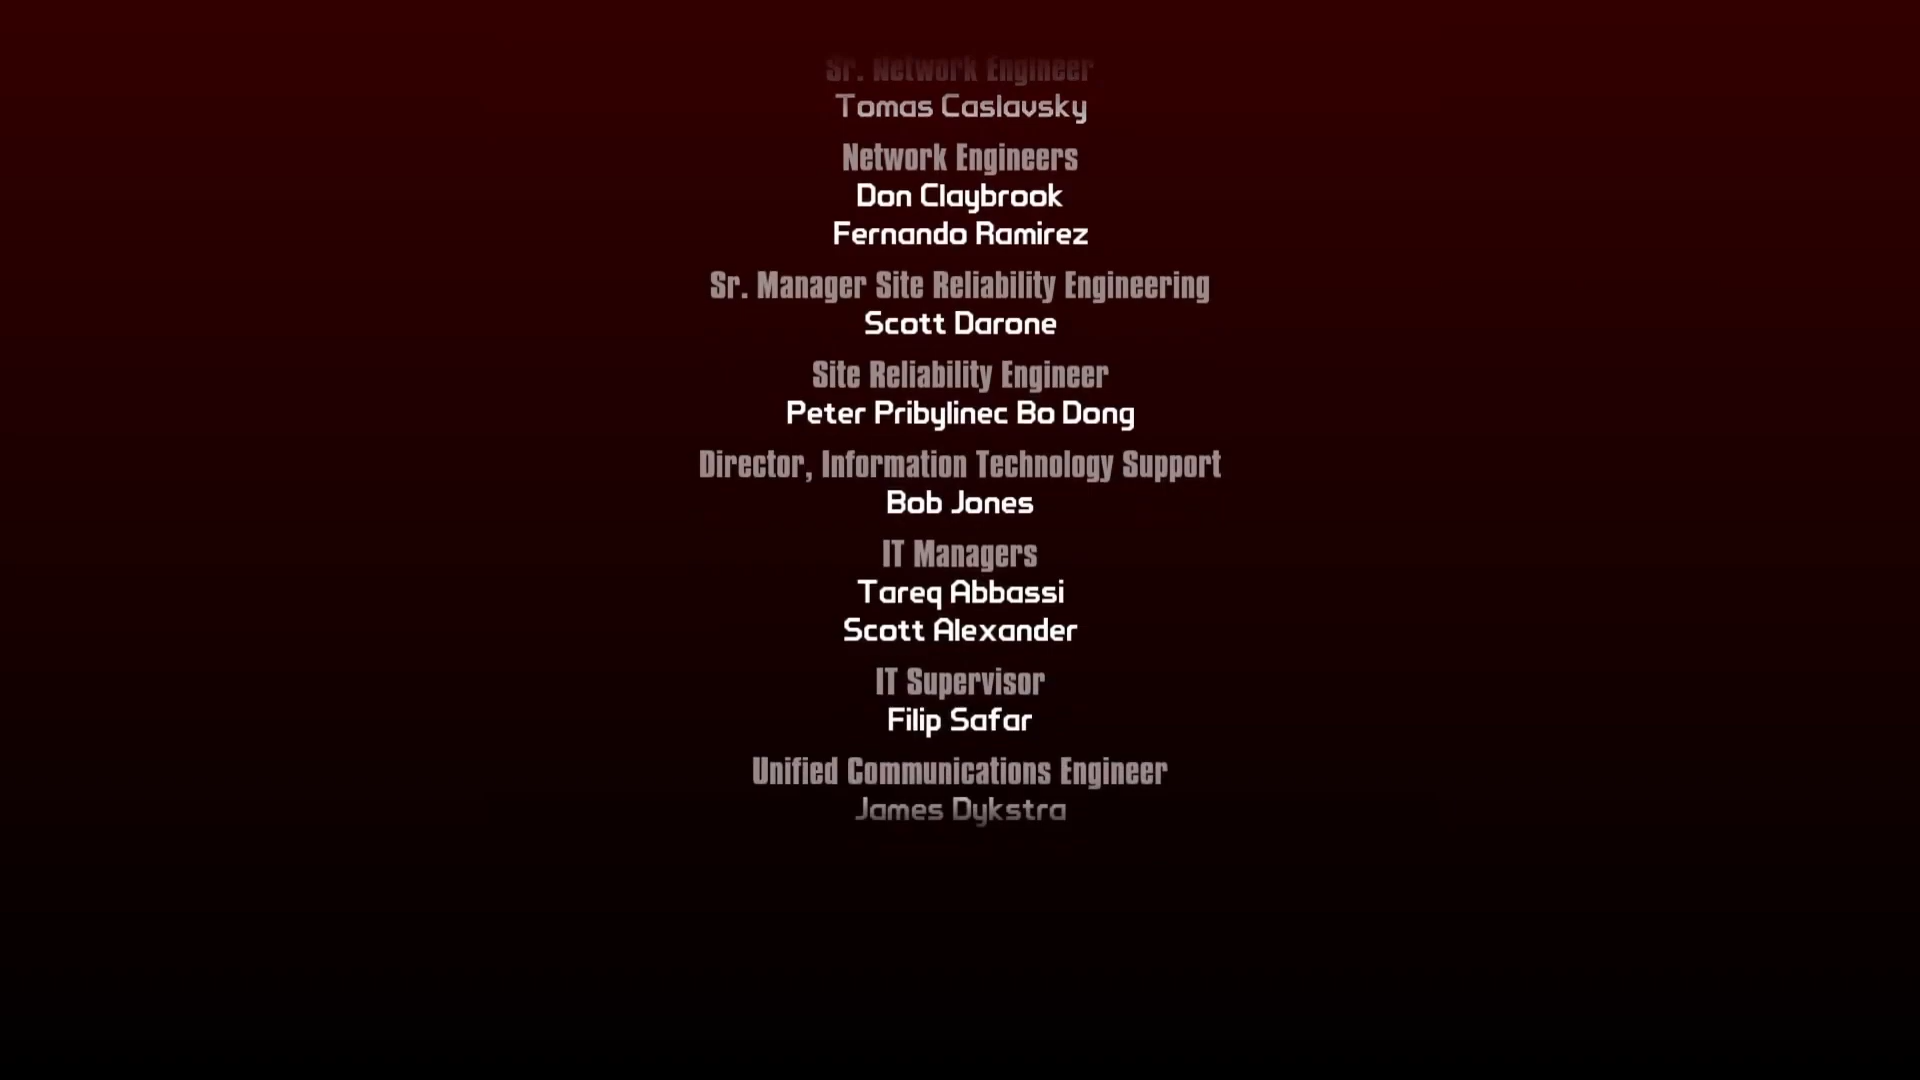 Sr. Network Engineer
Tomas Caslavsky
Network Engineers
Don Claybrook
Fernando Ramirez
Sr. Manager Site Reliability Engineering
Scott Darone
Site Reliability Engineer
Peter Pribylinec Bo Dong
Director, Information Technology Support
Bob Jones
IT Managers
Tareq Abbassi
Scott Alexander
IT Supervisor
Filip Safar
Unified Communications Engineer
James Dykstra